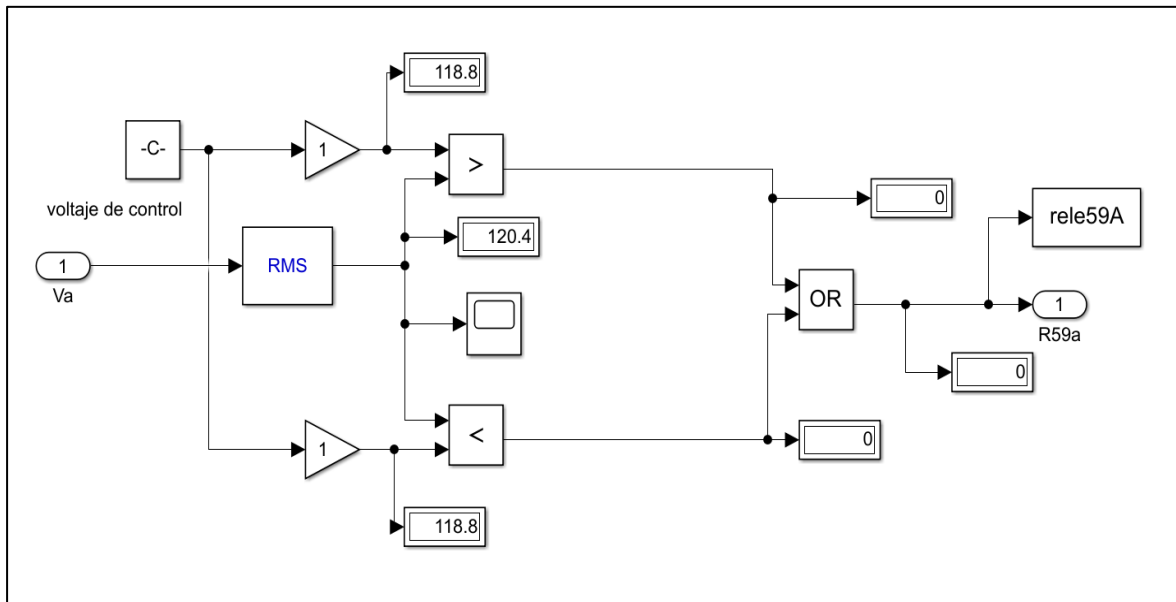 118.8
-C-
1
>
voltaje de control
120.4
0
rele59A
1
Va
RMS
OR
1
R59a
0
1
<
0
118.8